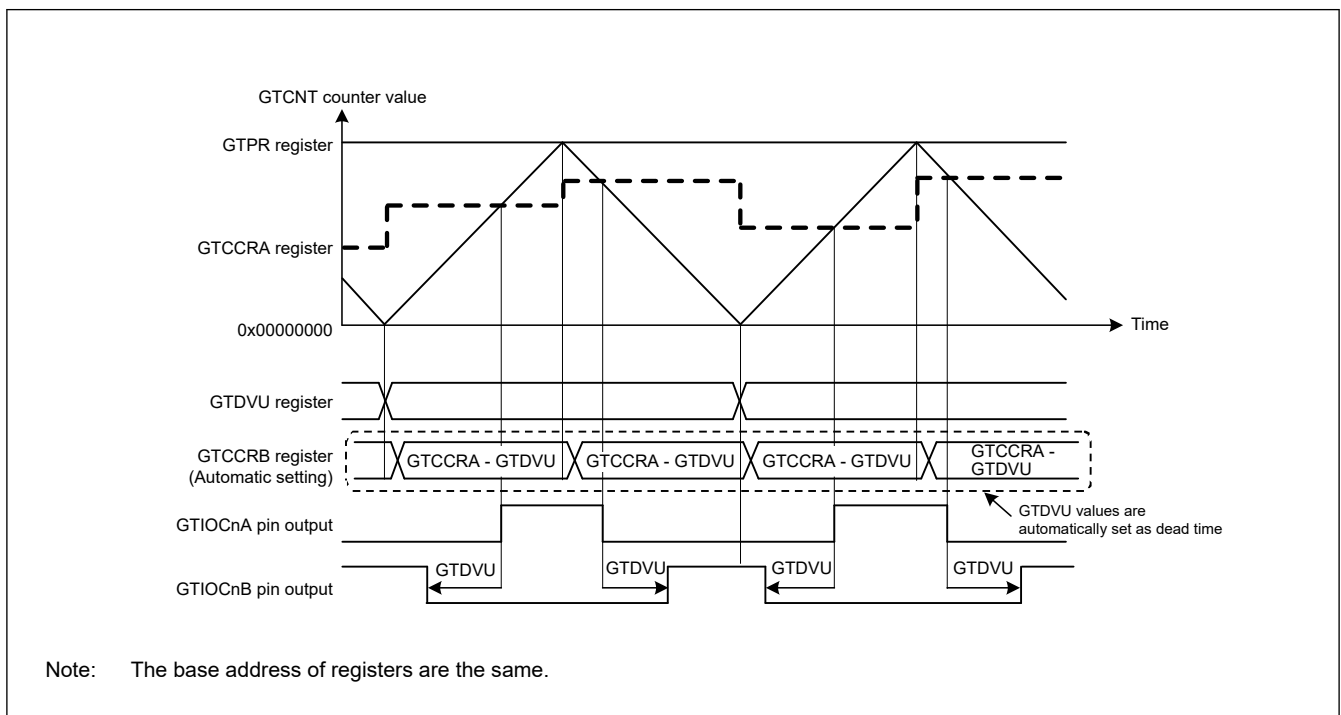 GTCNT counter value
GTPR register
GTCCRA register
0x00000000
Time
GTDVU register
GTCCRB register
(Automatic setting)
GTCCRA - GTDVU
GTCCRA - GTDVU
GTCCRA - GTDVU
GTCCRA -
GTDVU
GTDVU values are
automatically set as dead time
GTIOCnA pin output
GTDVU
GTDVU
GTDVU
GTDVU
GTIOCnB pin output
Note: The base address of registers are the same.